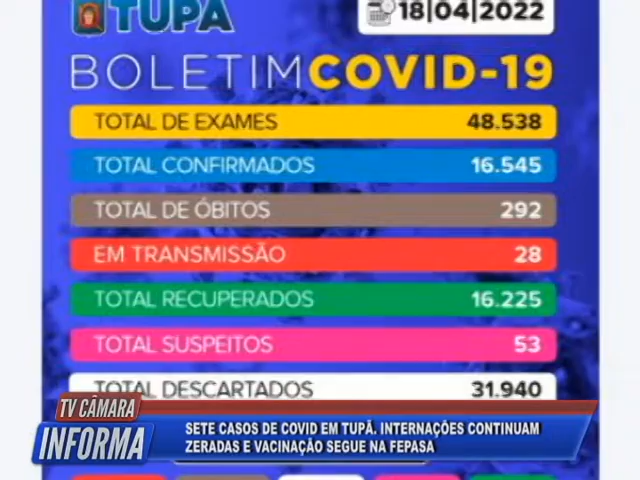 TUPÃ
18|04|2022
BOLETIM COVID-19
TOTAL DE EXAMES 48.538
TOTAL CONFIRMADOS 16.545
TOTAL DE ÓBITOS 292
EM TRANSMISSÃO 28
TOTAL RECUPERADOS 16.225
TOTAL SUSPEITOS 53
TOTAL DESCARTADOS 31.940
TV CÂMARA
INFORMA
SETE CASOS DE COVID EM TUPÃ. INTERNAÇÕES CONTINUAM
ZERADAS E VACINAÇÃO SEGUE NA FEPASA